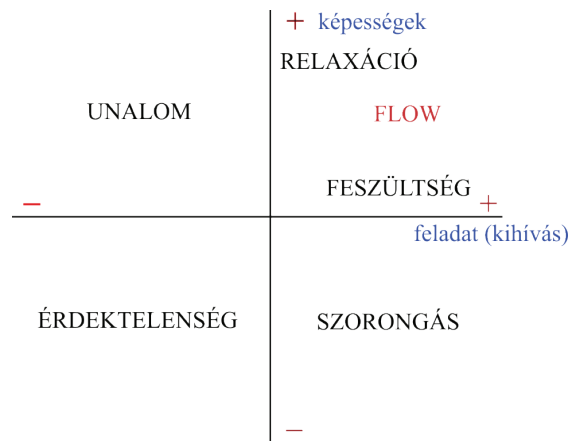 + képességek
RELAXÁCIÓ
UNALOM
FLOW
FESZÜLTSÉG
− +
feladat (kihívás)
ÉRDEKTELENSÉG
SZORONGÁS
−